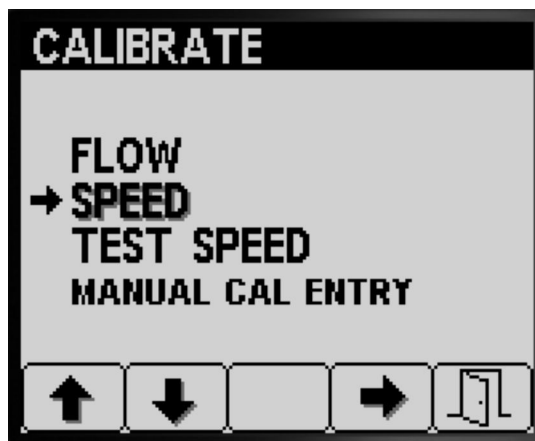 CALIBRATE
FLOW
SPEED
TEST SPEED
MANUAL CAL ENTRY